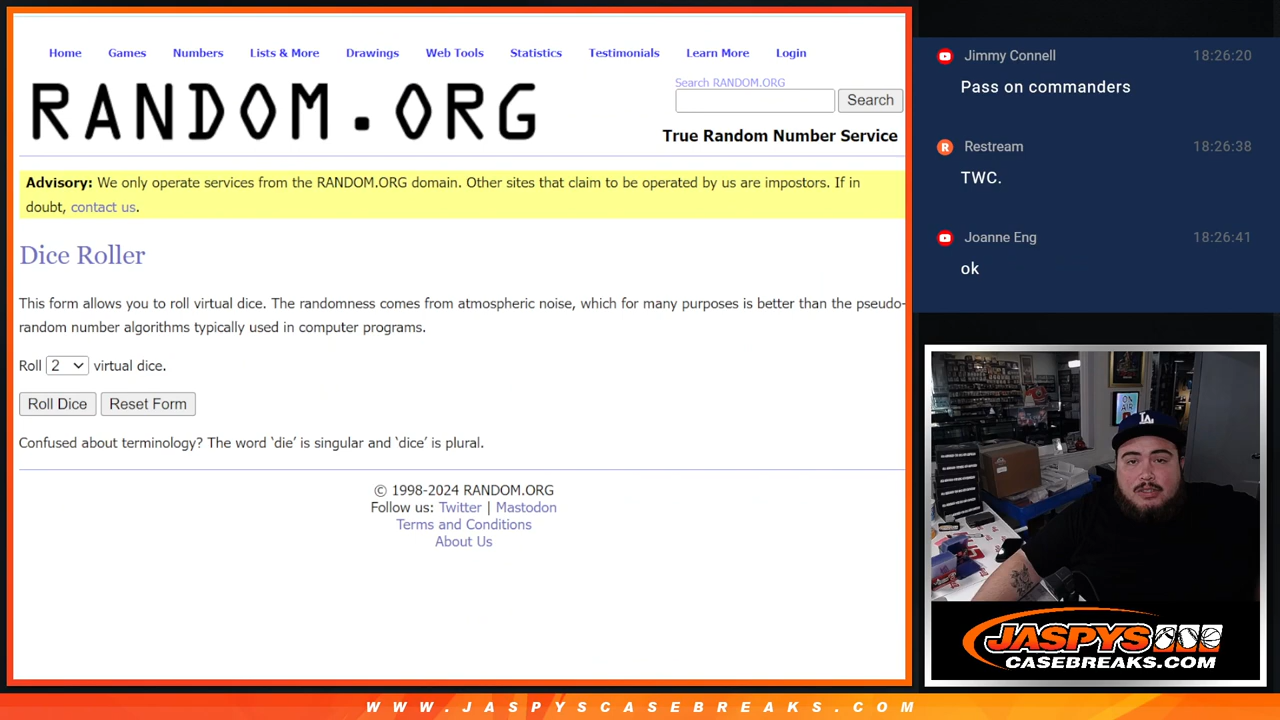 Home Games Numbers Lists & More Drawings Web Tools Statistics Testimonials Learn More Login
RANDOM.ORG
Search RANDOM.ORG
Search
True Random Number Service
Advisory: We only operate services from the RANDOM.ORG domain. Other sites that claim to be operated by us are impostors. If in
doubt, contact us.
Dice Roller
This form allows you to roll virtual dice. The randomness comes from atmospheric noise, which for many purposes is better than the pseudo-
random number algorithms typically used in computer programs.
Roll 2 virtual dice.
Roll Dice Reset Form
Confused about terminology? The word ‘die’ is singular and ‘dice’ is plural.
© 1998-2024 RANDOM.ORG
Follow us: Twitter | Mastodon
Terms and Conditions
About Us
Jimmy Connell 18:26:20
Pass on commanders
R Restream 18:26:38
TWC.
Joanne Eng 18:26:41
ok
ON
AIR
LA
JASPYS
CASEBREAKS.COM
WWW.JASPYSCASEBREAKS.COM